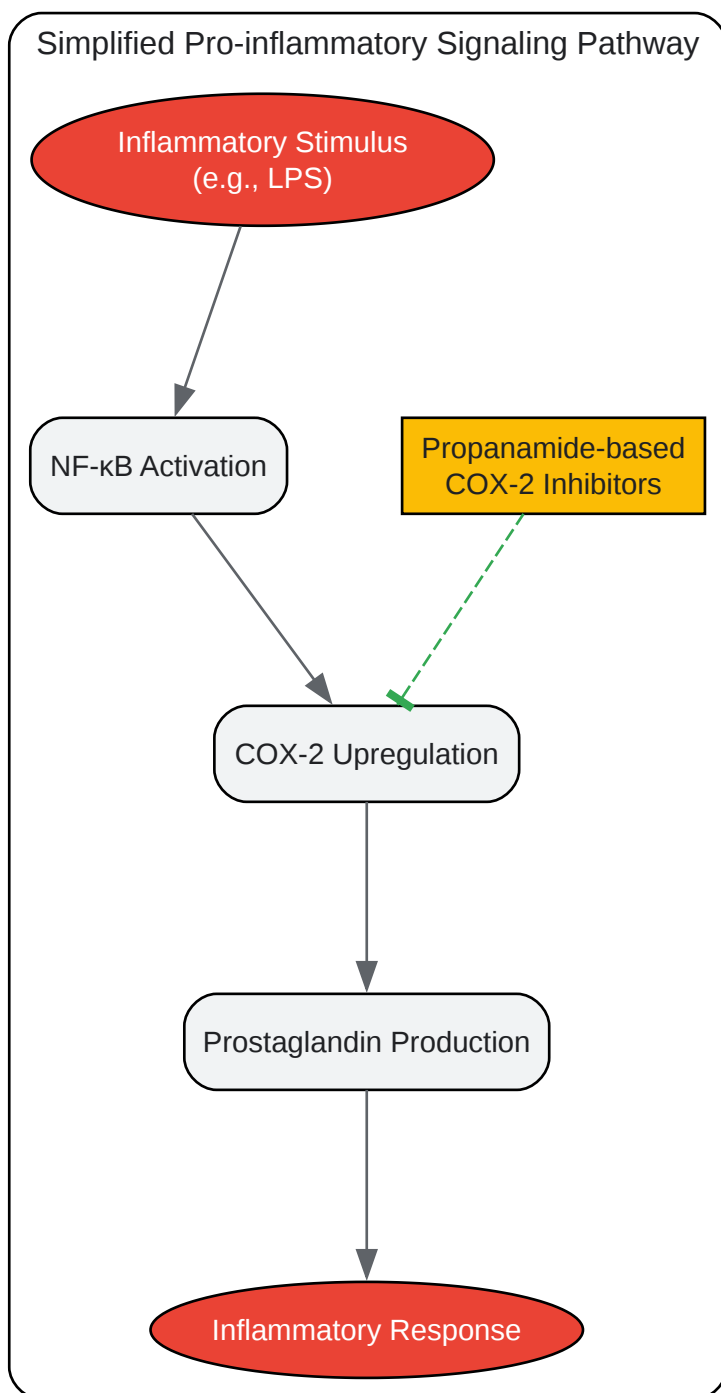 Simplified Pro-inflammatory Signaling Pathway
Inflammatory Stimulus
(e.g., LPS)
NF-κB Activation
Propanamide-based
COX-2 Inhibitors
COX-2 Upregulation
Prostaglandin Production
Inflammatory Response